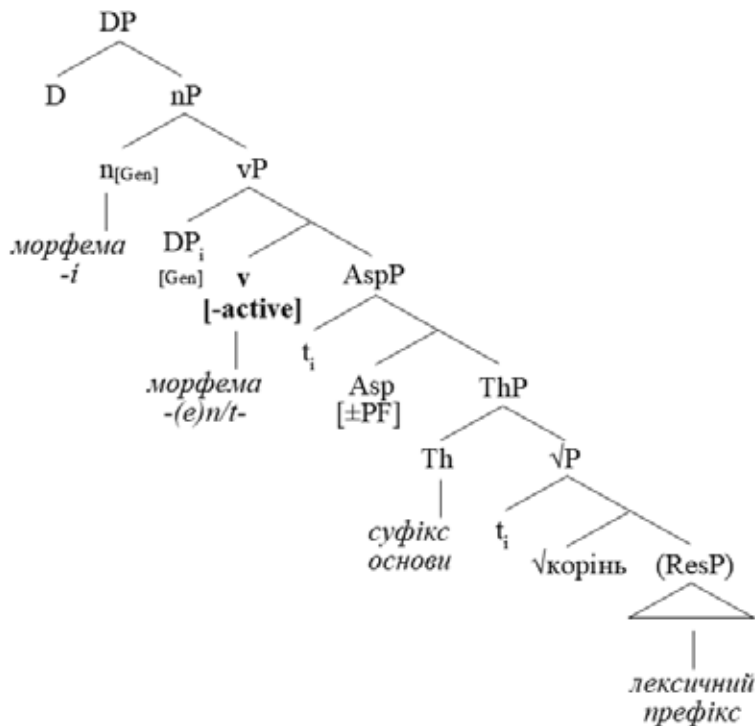 DP
D nP
n[Gen] vP
морфема
-í
DPi
[Gen] v AspP
[-active]
ti
морфема
-(e)n/t-
Asp ThP
[±PF]
Th √P
суфікс
основи
ti
√корінь (ResP)
лексичний
префікс